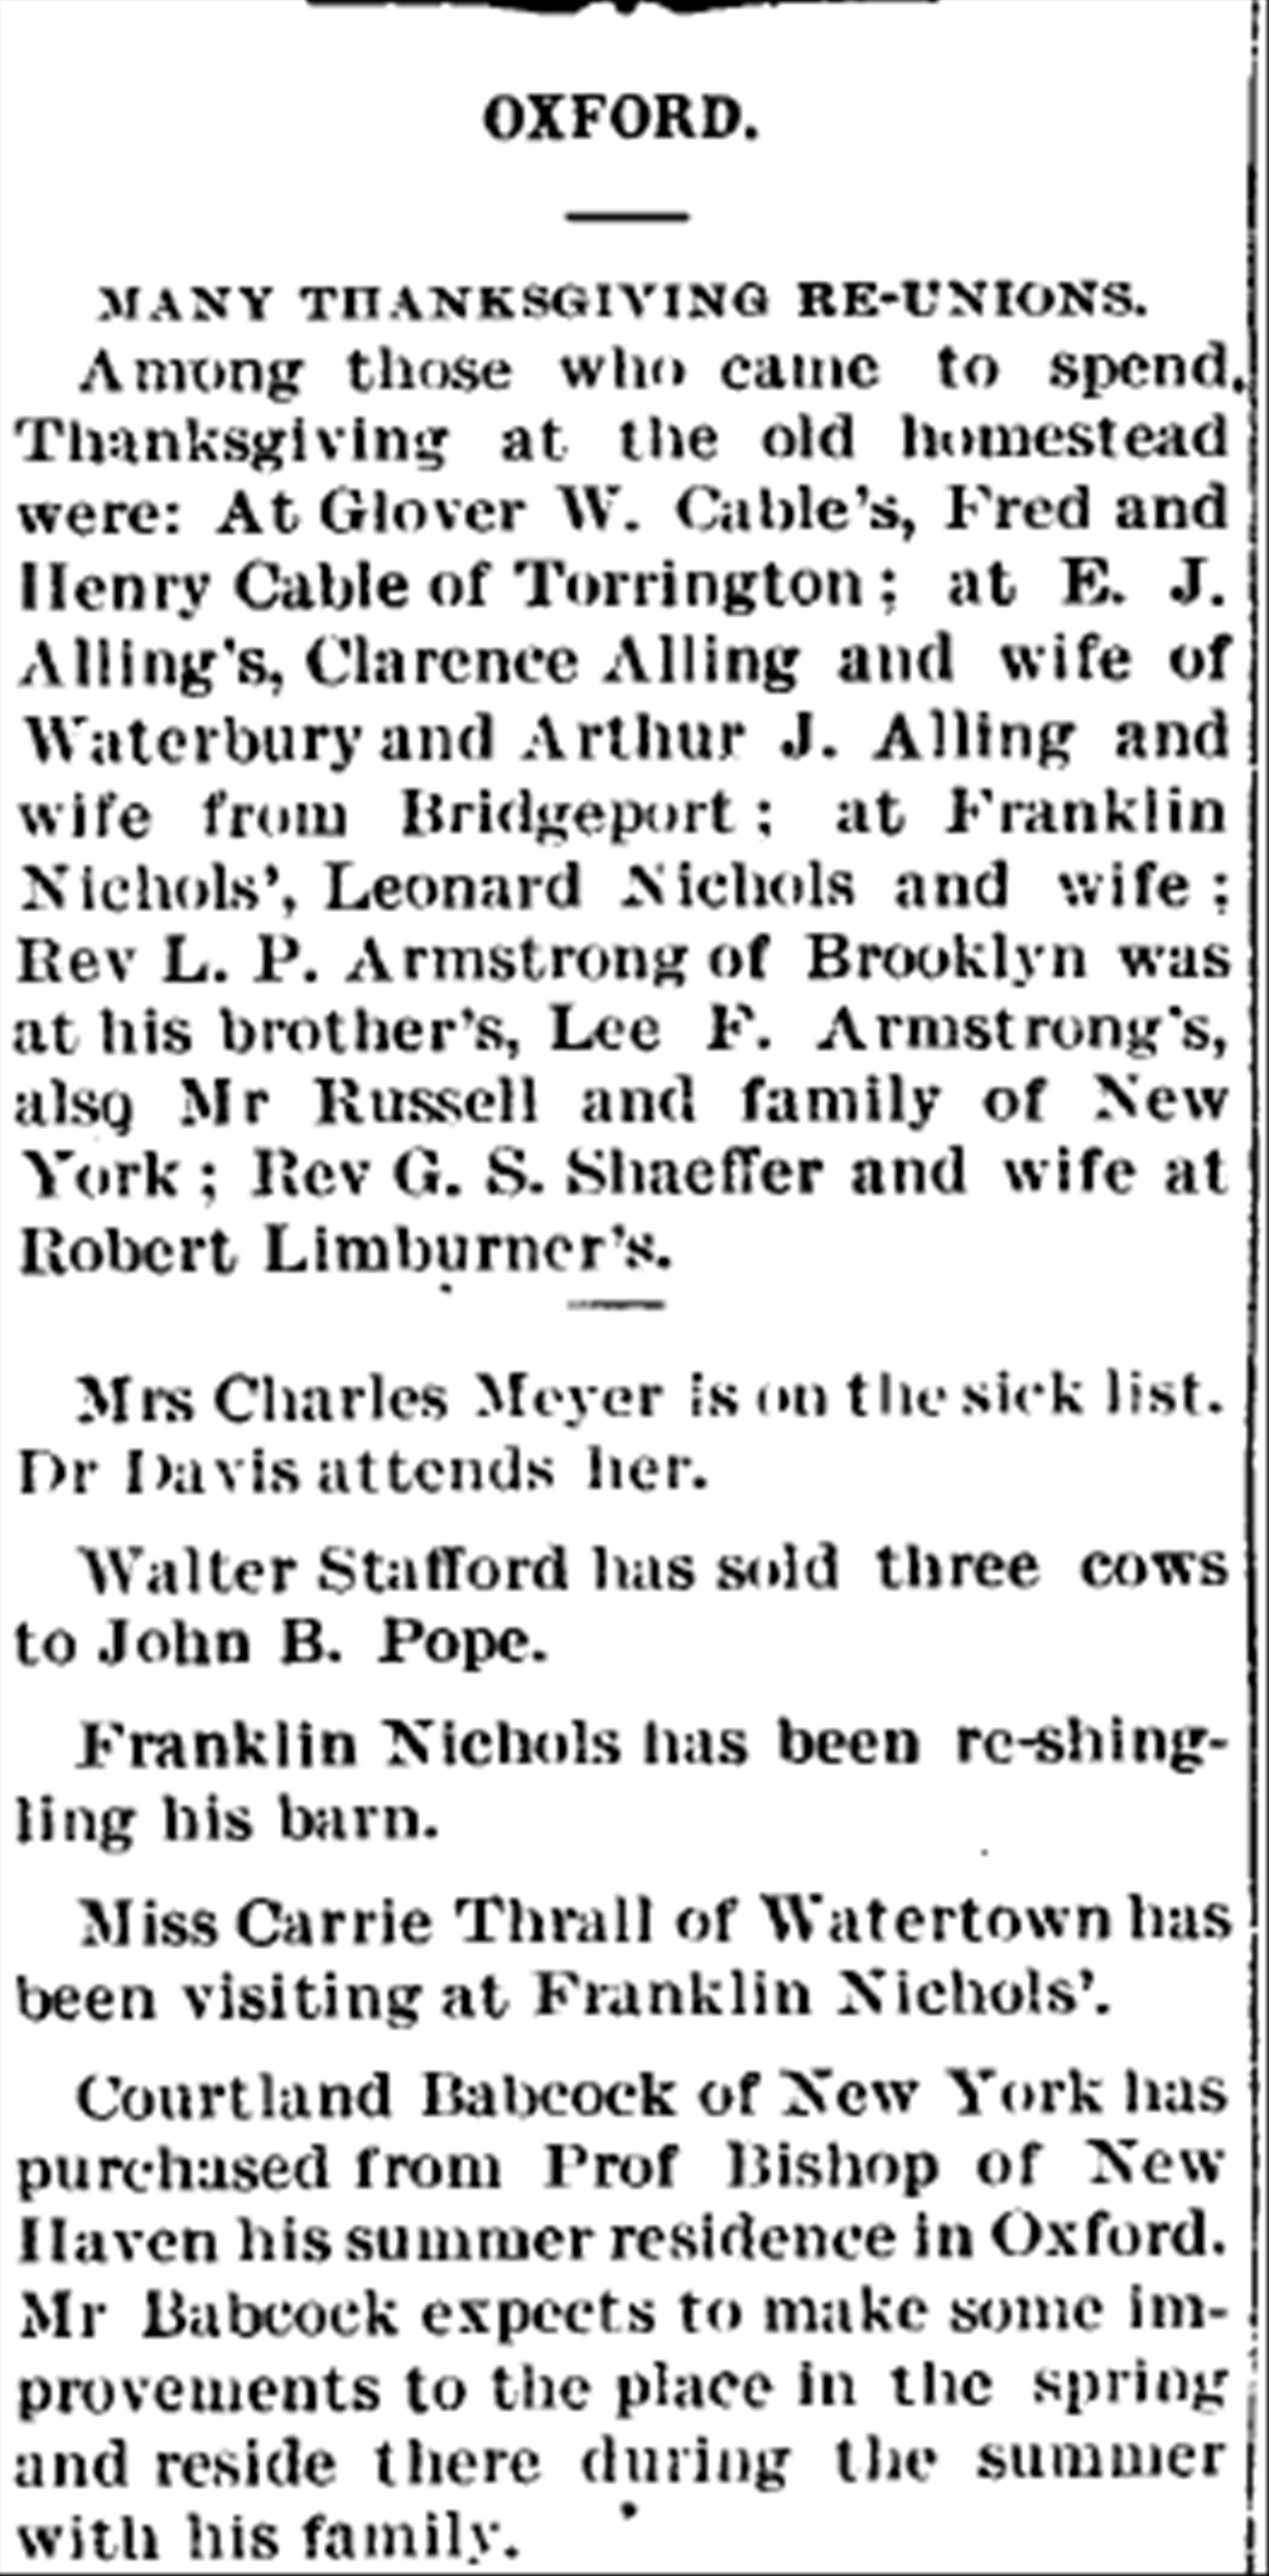 OXFORD.
MANY THANKSGIVING RE-UNIONS.
Among those who came to spend.
Thanksgiving at the old homestead
were: At Glover W. Cable's, Fred and
Henry Cable of Torrington; at E. J.
Alling's, Clarence Alling and wife of
Waterbury and Arthur J. Alling and
wife from Bridgeport; at Franklin
Nichols', Leonard Nichols and wife;
Rev L. P. Armstrong of Brooklyn was
at his brother's, Lee F. Armstrong's,
also Mr Russell and family of New
York; Rev G. S. Shaeffer and wife at
Robert Limburner's.
Mrs Charles Meyer is on the sick list.
Dr Davis attends her.
Walter Stafford has sold three cows
to John B. Pope.
Franklin Nichols has been re-shing-
ling his barn.
Miss Carrie Thrall of Watertown has
been visiting at Franklin Nichols'.
Courtland Babcock of New York has
purchased from Prof Bishop of New
Haven his summer residence in Oxford.
Mr Babcock expects to make some im-
provements to the place in the spring
and reside there during the summer
with his family.